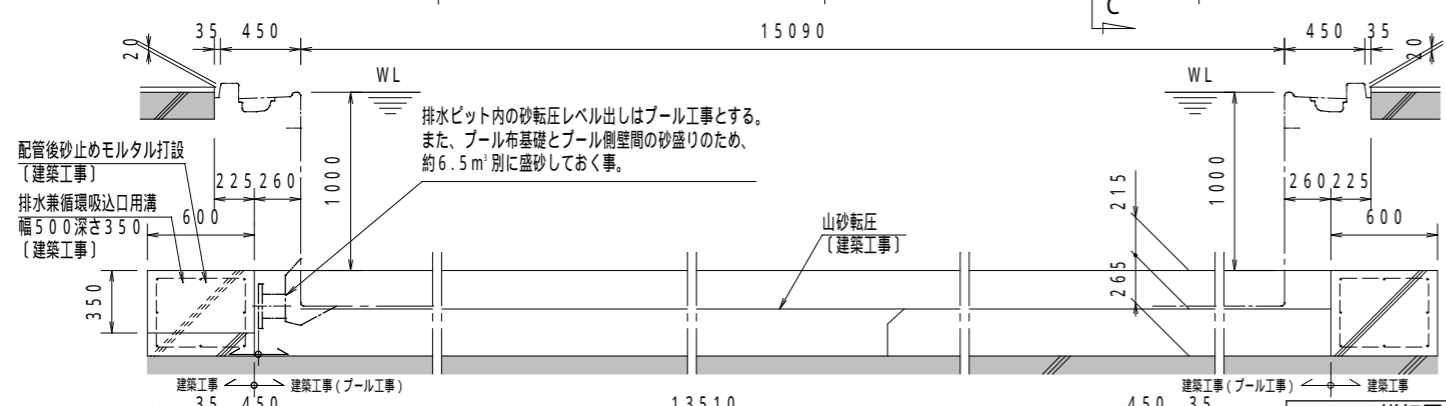 C
35 450
15090
450 35
20
20
WL
WL
排水ピット内の砂転圧レベル出しはプール工事とする。
また、プール布基礎とプール側壁間の砂盛りのため、
約6.5m³別に盛砂しておく事。
配管後砂止めモルタル打設
〔建築工事〕
225 260
1000
1000
260 225
215
排水兼循環吸込口用溝
幅500深さ350
〔建築工事〕
600
600
山砂転圧
〔建築工事〕
265
350
建築工事
建築工事(プール工事)
建築工事(プール工事)
建築工事
35 450
13510
450 35